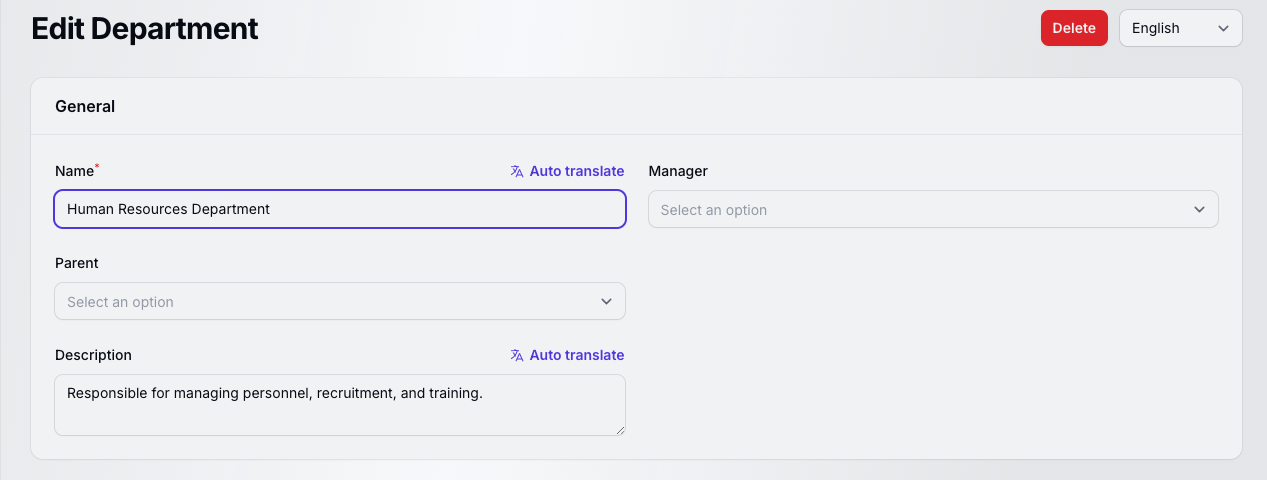 Edit Department
Delete
English
General
Name*
Auto translate
Human Resources Department
Manager
Select an option
Parent
Select an option
Description
Auto translate
Responsible for managing personnel, recruitment, and training.